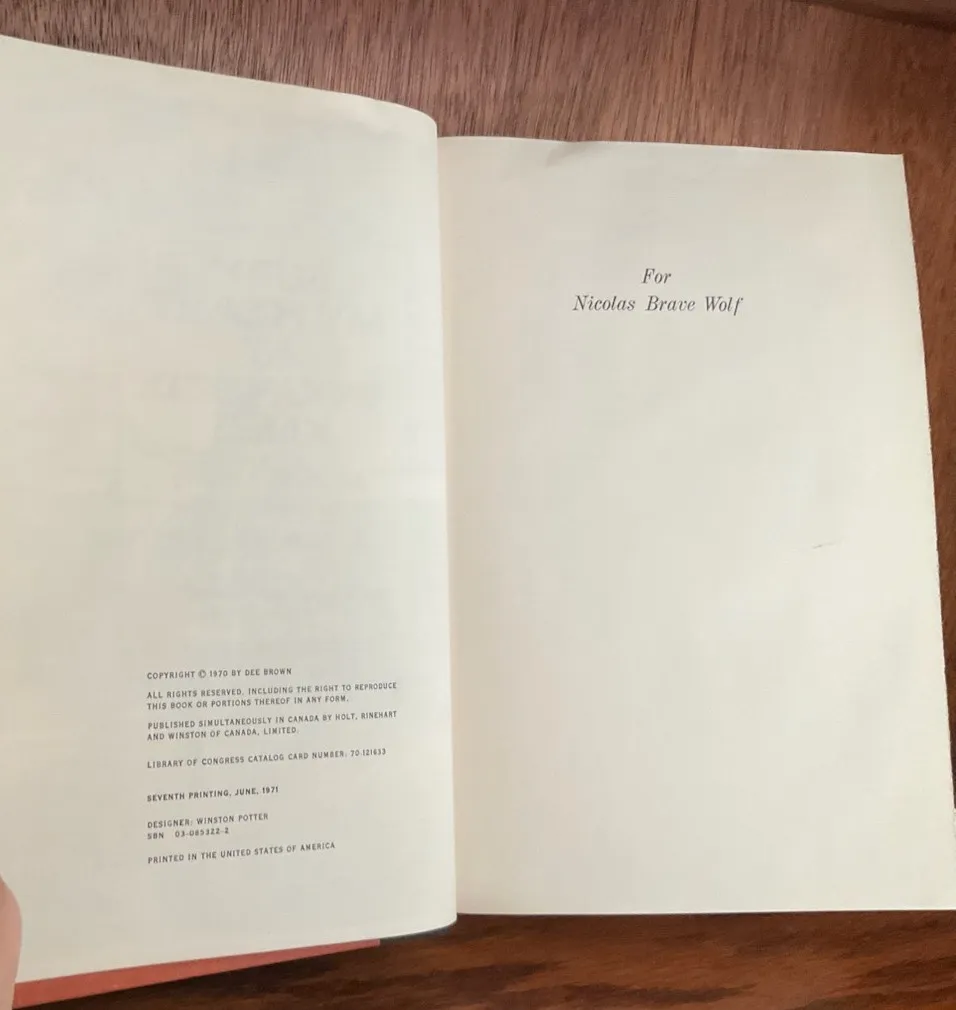 COPYRIGHT © 1970 BY DEE BROWN
ALL RIGHTS RESERVED, INCLUDING THE RIGHT TO REPRODUCE
THIS BOOK OR PORTIONS THEREOF IN ANY FORM.
PUBLISHED SIMULTANEOUSLY IN CANADA BY HOLT, RINEHART
AND WINSTON OF CANADA, LIMITED.
LIBRARY OF CONGRESS CATALOG CARD NUMBER: 70-121633
SEVENTH PRINTING, JUNE, 1971
DESIGNER: WINSTON POTTER
SBN 03-085322-2
PRINTED IN THE UNITED STATES OF AMERICA
For
Nicolas Brave Wolf